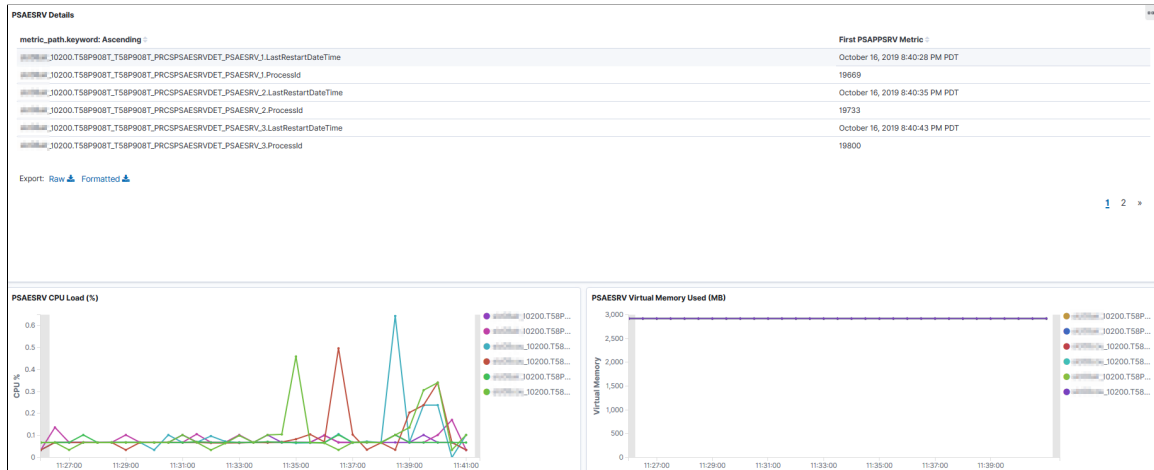 PSAESRV Details
metric_path.keyword: Ascending First PSAPPSRV Metric
_10200.T58P908T_T58P908T_PRCSPSAESRVDET_PSAESRV_1.LastRestartDateTime October 16, 2019 8:40:28 PM PDT
_10200.T58P908T_T58P908T_PRCSPSAESRVDET_PSAESRV_1.ProcessId 19669
_10200.T58P908T_T58P908T_PRCSPSAESRVDET_PSAESRV_2.LastRestartDateTime October 16, 2019 8:40:35 PM PDT
_10200.T58P908T_T58P908T_PRCSPSAESRVDET_PSAESRV_2.ProcessId 19733
_10200.T58P908T_T58P908T_PRCSPSAESRVDET_PSAESRV_3.LastRestartDateTime October 16, 2019 8:40:43 PM PDT
_10200.T58P908T_T58P908T_PRCSPSAESRVDET_PSAESRV_3.ProcessId 19800
Export: Raw Formatted
1 2 »
PSAESRV CPU Load (%)
CPU %
0.6
0.5
0.4
0.3
0.2
0.1
0
11:27:00 11:29:00 11:31:00 11:33:00 11:35:00 11:37:00 11:39:00 11:41:00
_10200.T58P...
_10200.T58P...
_10200.T58...
_10200.T58...
_10200.T58P...
_10200.T58...
PSAESRV Virtual Memory Used (MB)
Virtual Memory
3,000
2,500
2,000
1,500
1,000
500
0
11:27:00 11:29:00 11:31:00 11:33:00 11:35:00 11:37:00 11:39:00
_10200.T58P...
_10200.T58P...
_10200.T58...
_10200.T58...
_10200.T58P...
_10200.T58...